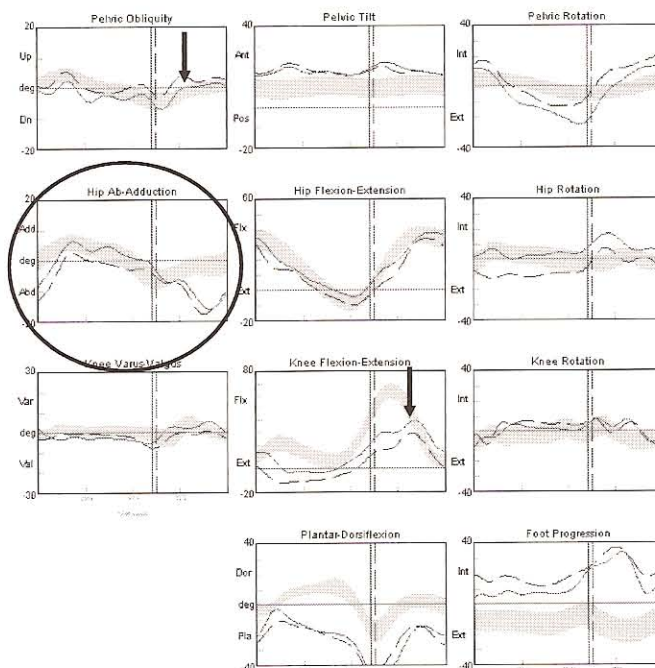 Pelvic Obliquity
20
Up
deg
Dn
-20
Pelvic Tilt
40
Ant
Pos
-20
Pelvic Rotation
40
Int
Ext
-40
Hip Ab-Adduction
20
Add
deg
Abd
-20
Hip Flexion-Extension
60
Flx
Ext
-20
Hip Rotation
40
Int
Ext
-40
Knee Varus-Valgus
30
Var
deg
Val
-30
Knee Flexion-Extension
80
Flx
Ext
Knee Rotation
40
Int
Ext
-40
Plantar-Dorsiflexion
40
Dor
deg
Pla
Foot Progression
40
Int
Ext